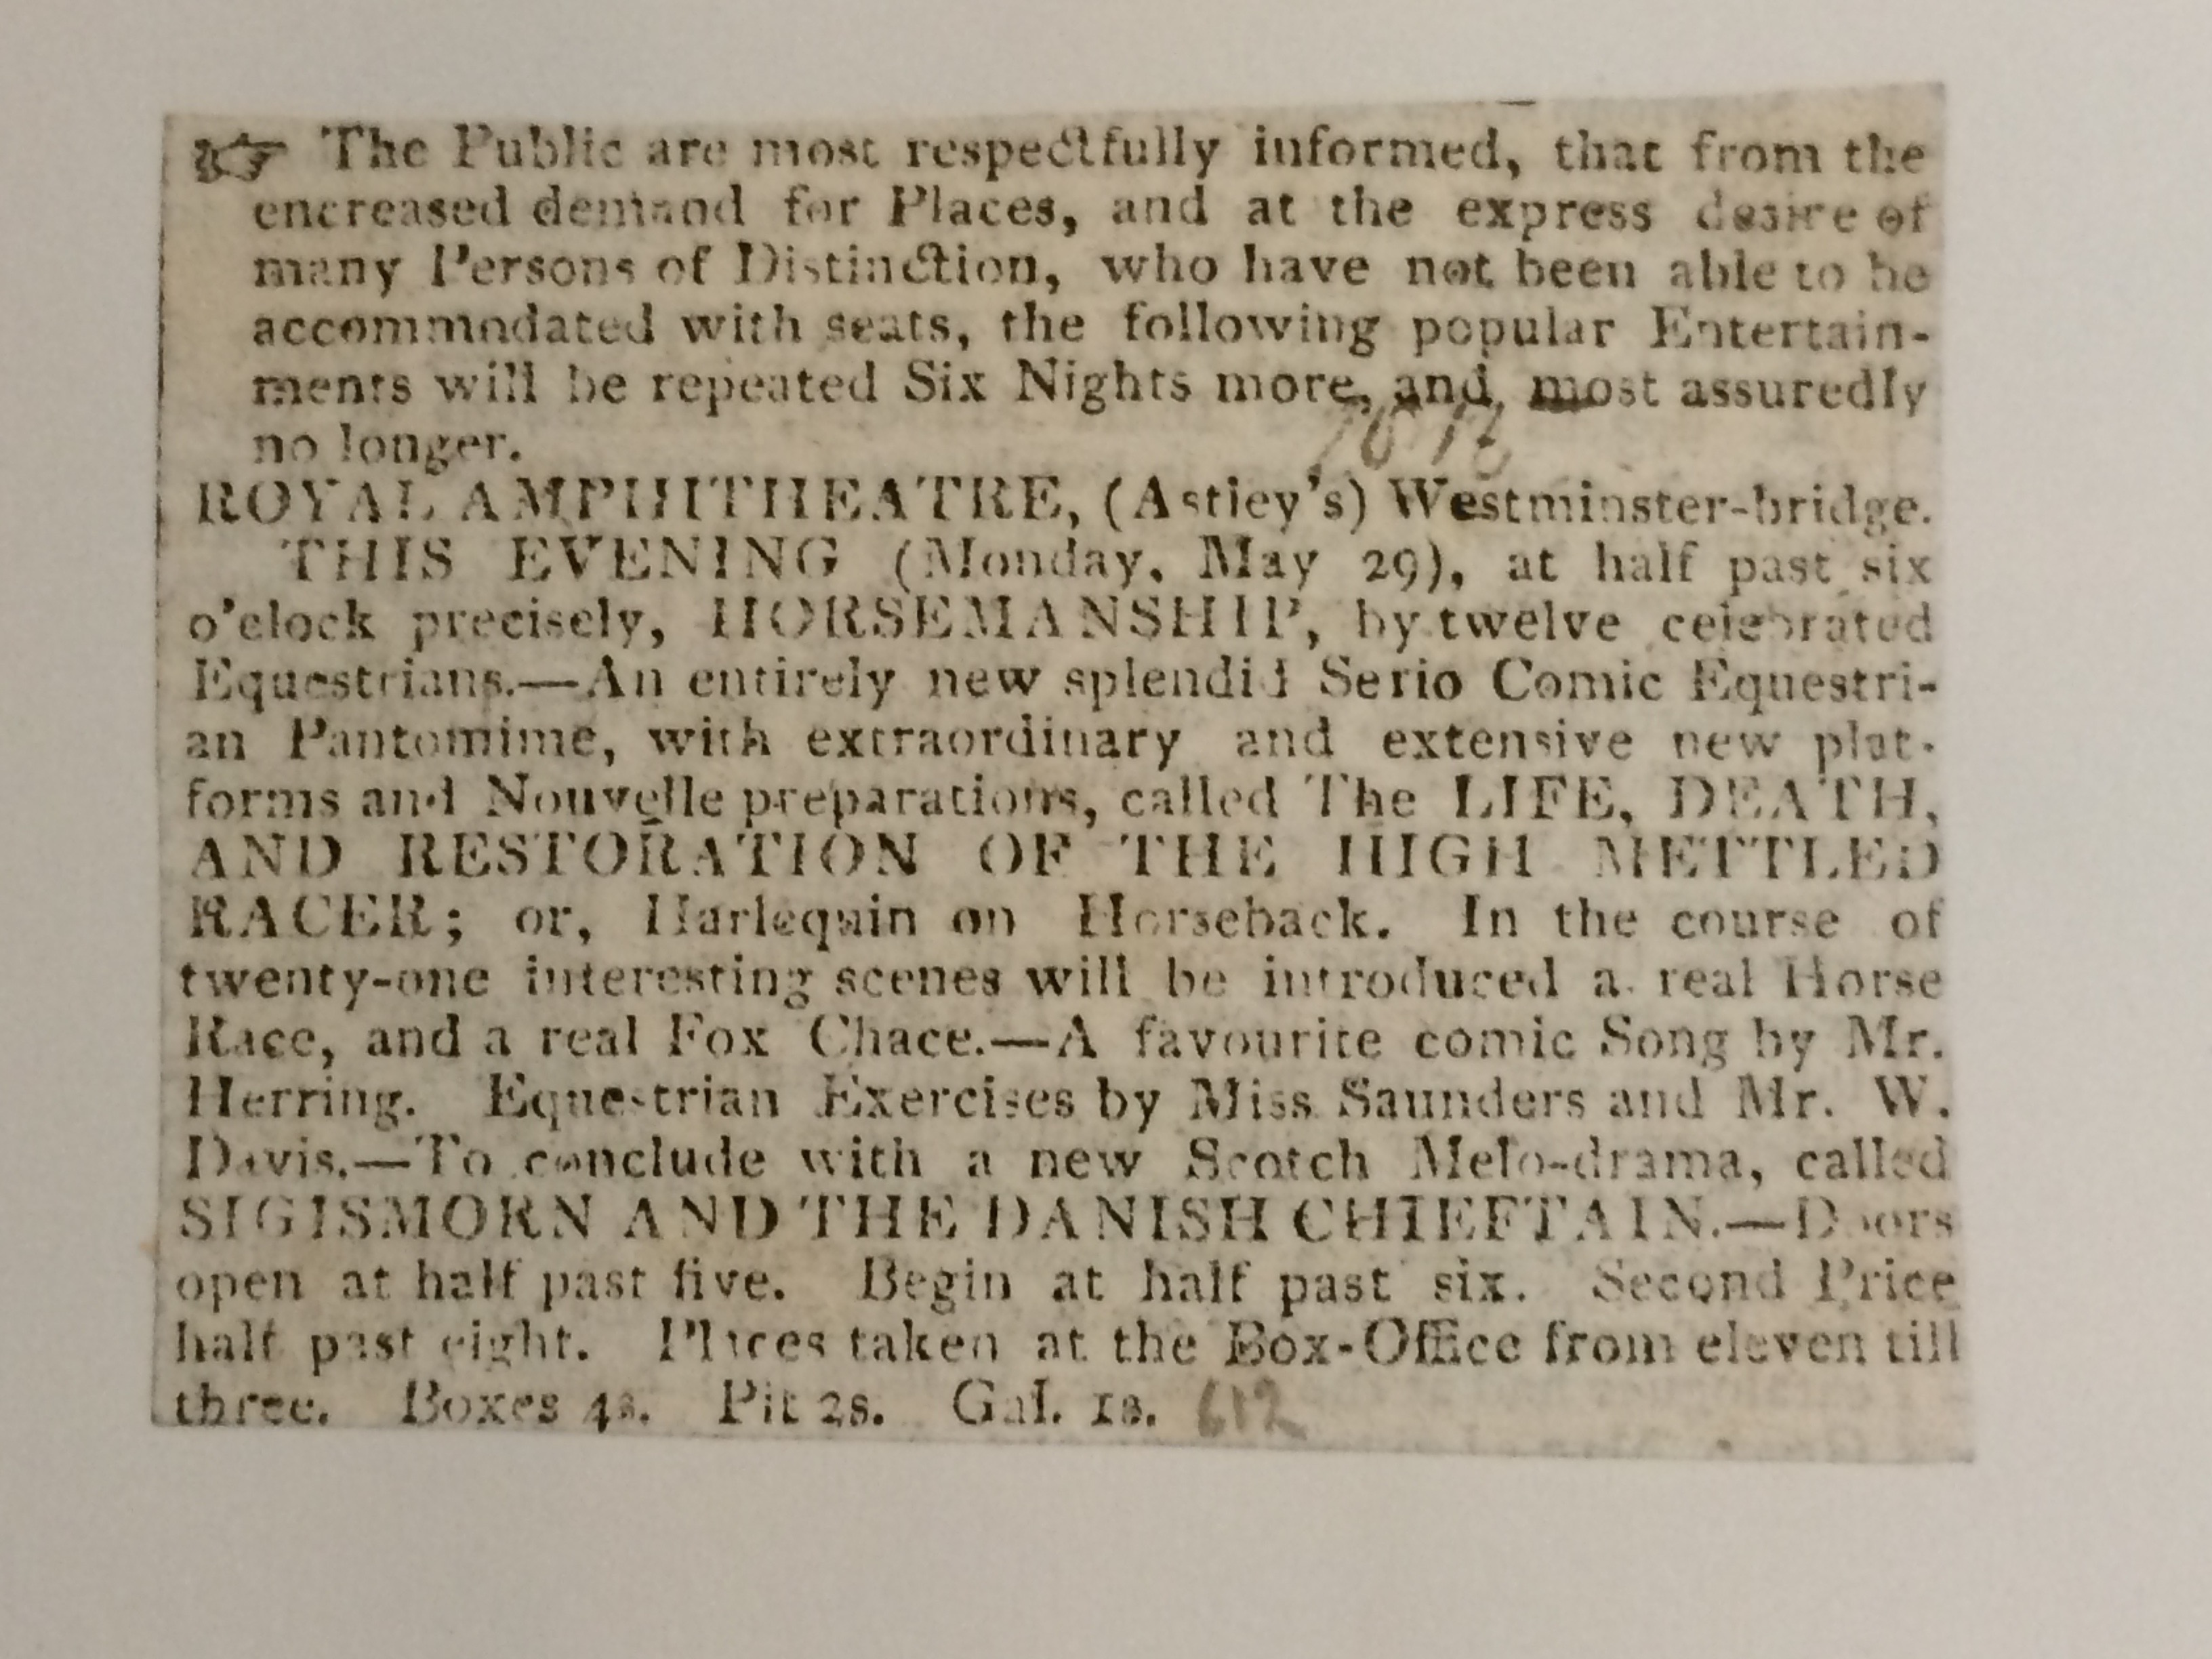 ☞ The Public are most respectfully informed, that from the
encreased demand for Places, and at the express desire of
many Persons of Distinction, who have not been able to be
accommodated with seats, the following popular Entertain-
ments will be repeated Six Nights more, and, most assuredly
no longer.
ROYAL AMPHITHEATRE, (Astley's) Westminster-bridge.
THIS EVENING (Monday, May 29), at half past six
o'clock precisely, HORSEMANSHIP, by twelve celebrated
Equestrians.—An entirely new splendid Serio Comic Equestri-
an Pantomime, with extraordinary and extensive new plat-
forms and Nouvelle preparations, called The LIFE, DEATH,
AND RESTORATION OF THE HIGH METTLED
RACER; or, Harlequin on Horseback. In the course of
twenty-one interesting scenes will be introduced a real Horse
Race, and a real Fox Chace.—A favourite comic Song by Mr.
Herring. Equestrian Exercises by Miss Saunders and Mr. W.
Davis.—To conclude with a new Scotch Melo-drama, called
SIGISMORN AND THE DANISH CHIEFTAIN.—Doors
open at half past five. Begin at half past six. Second Price
half past eight. Places taken at the Box-Office from eleven till
three. Boxes 4s. Pit 2s. Gal. 1s. 612